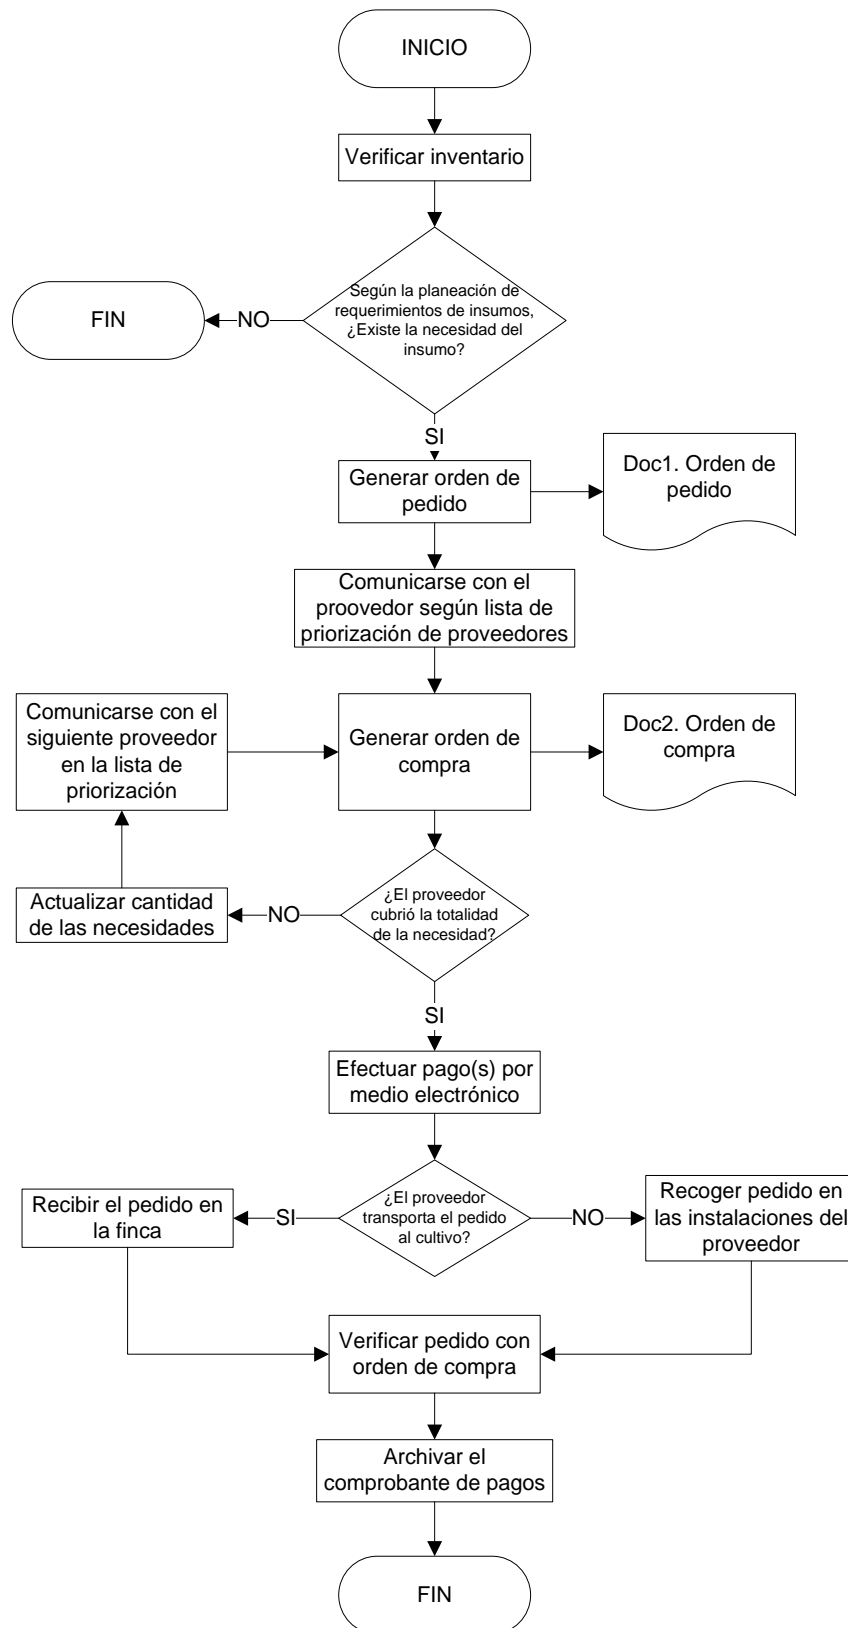 INICIO
Verificar inventario
Según la planeación de
requerimientos de insumos,
¿Existe la necesidad del
insumo?
NO
FIN
SI
Generar orden de
pedido
Doc1. Orden de
pedido
Comunicarse con el
proovedor según lista de
priorización de proveedores
Comunicarse con el
siguiente proveedor
en la lista de
priorización
Generar orden de
compra
Doc2. Orden de
compra
¿El proveedor
cubrió la totalidad
de la necesidad?
NO
Actualizar cantidad
de las necesidades
SI
Efectuar pago(s) por
medio electrónico
¿El proveedor
transporta el pedido
al cultivo?
SI
Recibir el pedido en
la finca
NO
Recoger pedido en
las instalaciones del
proveedor
Verificar pedido con
orden de compra
Archivar el
comprobante de pagos
FIN